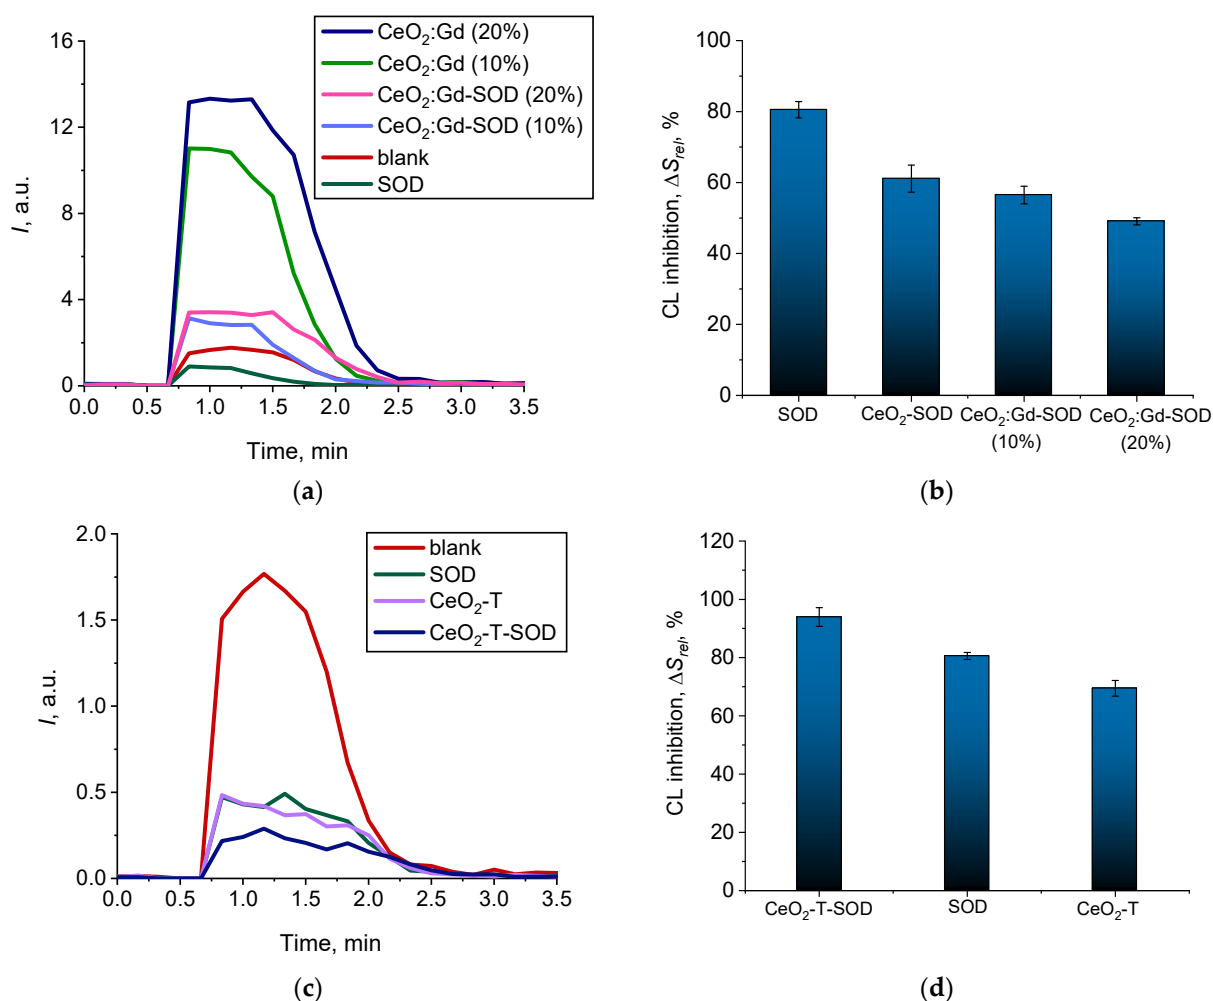 16
12
8
4
0
I, a.u.
CeO2:Gd (20%)
CeO2:Gd (10%)
CeO2:Gd-SOD (20%)
CeO2:Gd-SOD (10%)
blank
SOD
0.0 0.5 1.0 1.5 2.0 2.5 3.0 3.5
Time, min
(a)
100
80
60
40
20
0
CL inhibition, ΔSrel, %
SOD CeO2-SOD CeO2:Gd-SOD CeO2:Gd-SOD
(10%) (20%)
(b)
2.0
1.5
1.0
0.5
0.0
I, a.u.
blank
SOD
CeO2-T
CeO2-T-SOD
0.0 0.5 1.0 1.5 2.0 2.5 3.0 3.5
Time, min
(c)
120
100
80
60
40
20
0
CL inhibition, ΔSrel, %
CeO2-T-SOD SOD CeO2-T
(d)